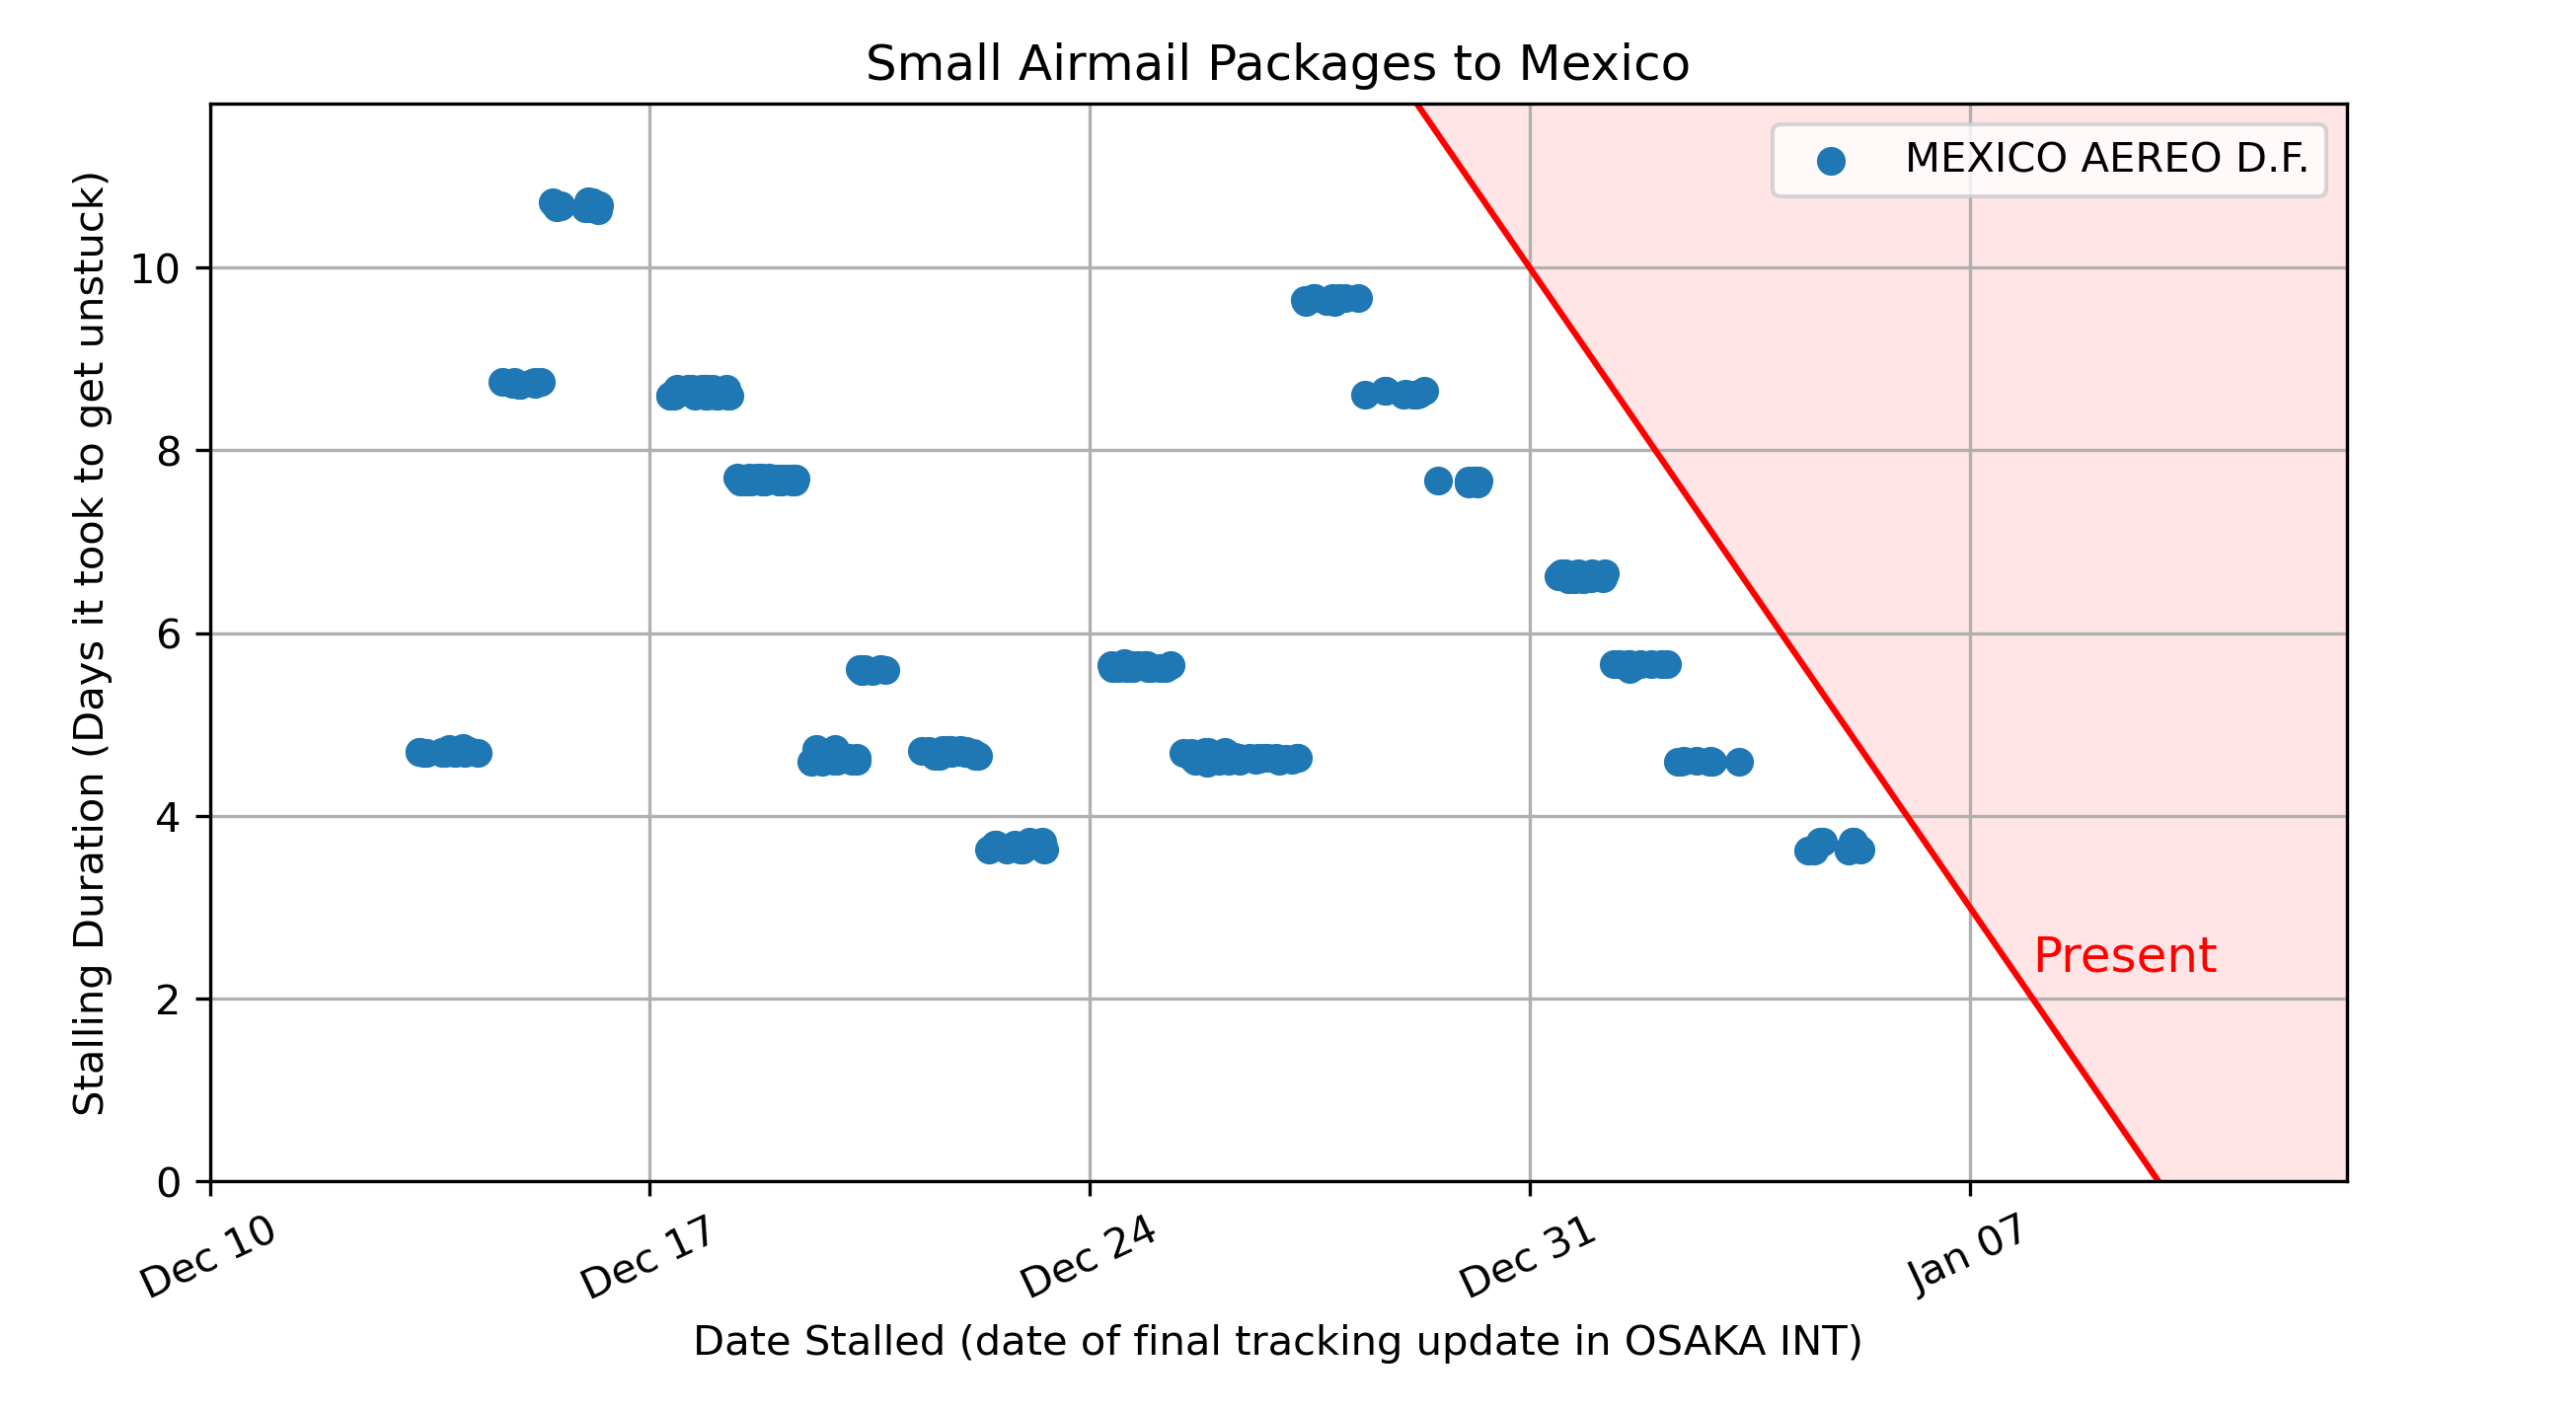 Small Airmail Packages to Mexico
MEXICO AEREO D.F.
Stalling Duration (Days it took to get unstuck)
10
8
6
4
2
0
Present
Dec 10
Dec 17
Dec 24
Dec 31
Jan 07
Date Stalled (date of final tracking update in OSAKA INT)